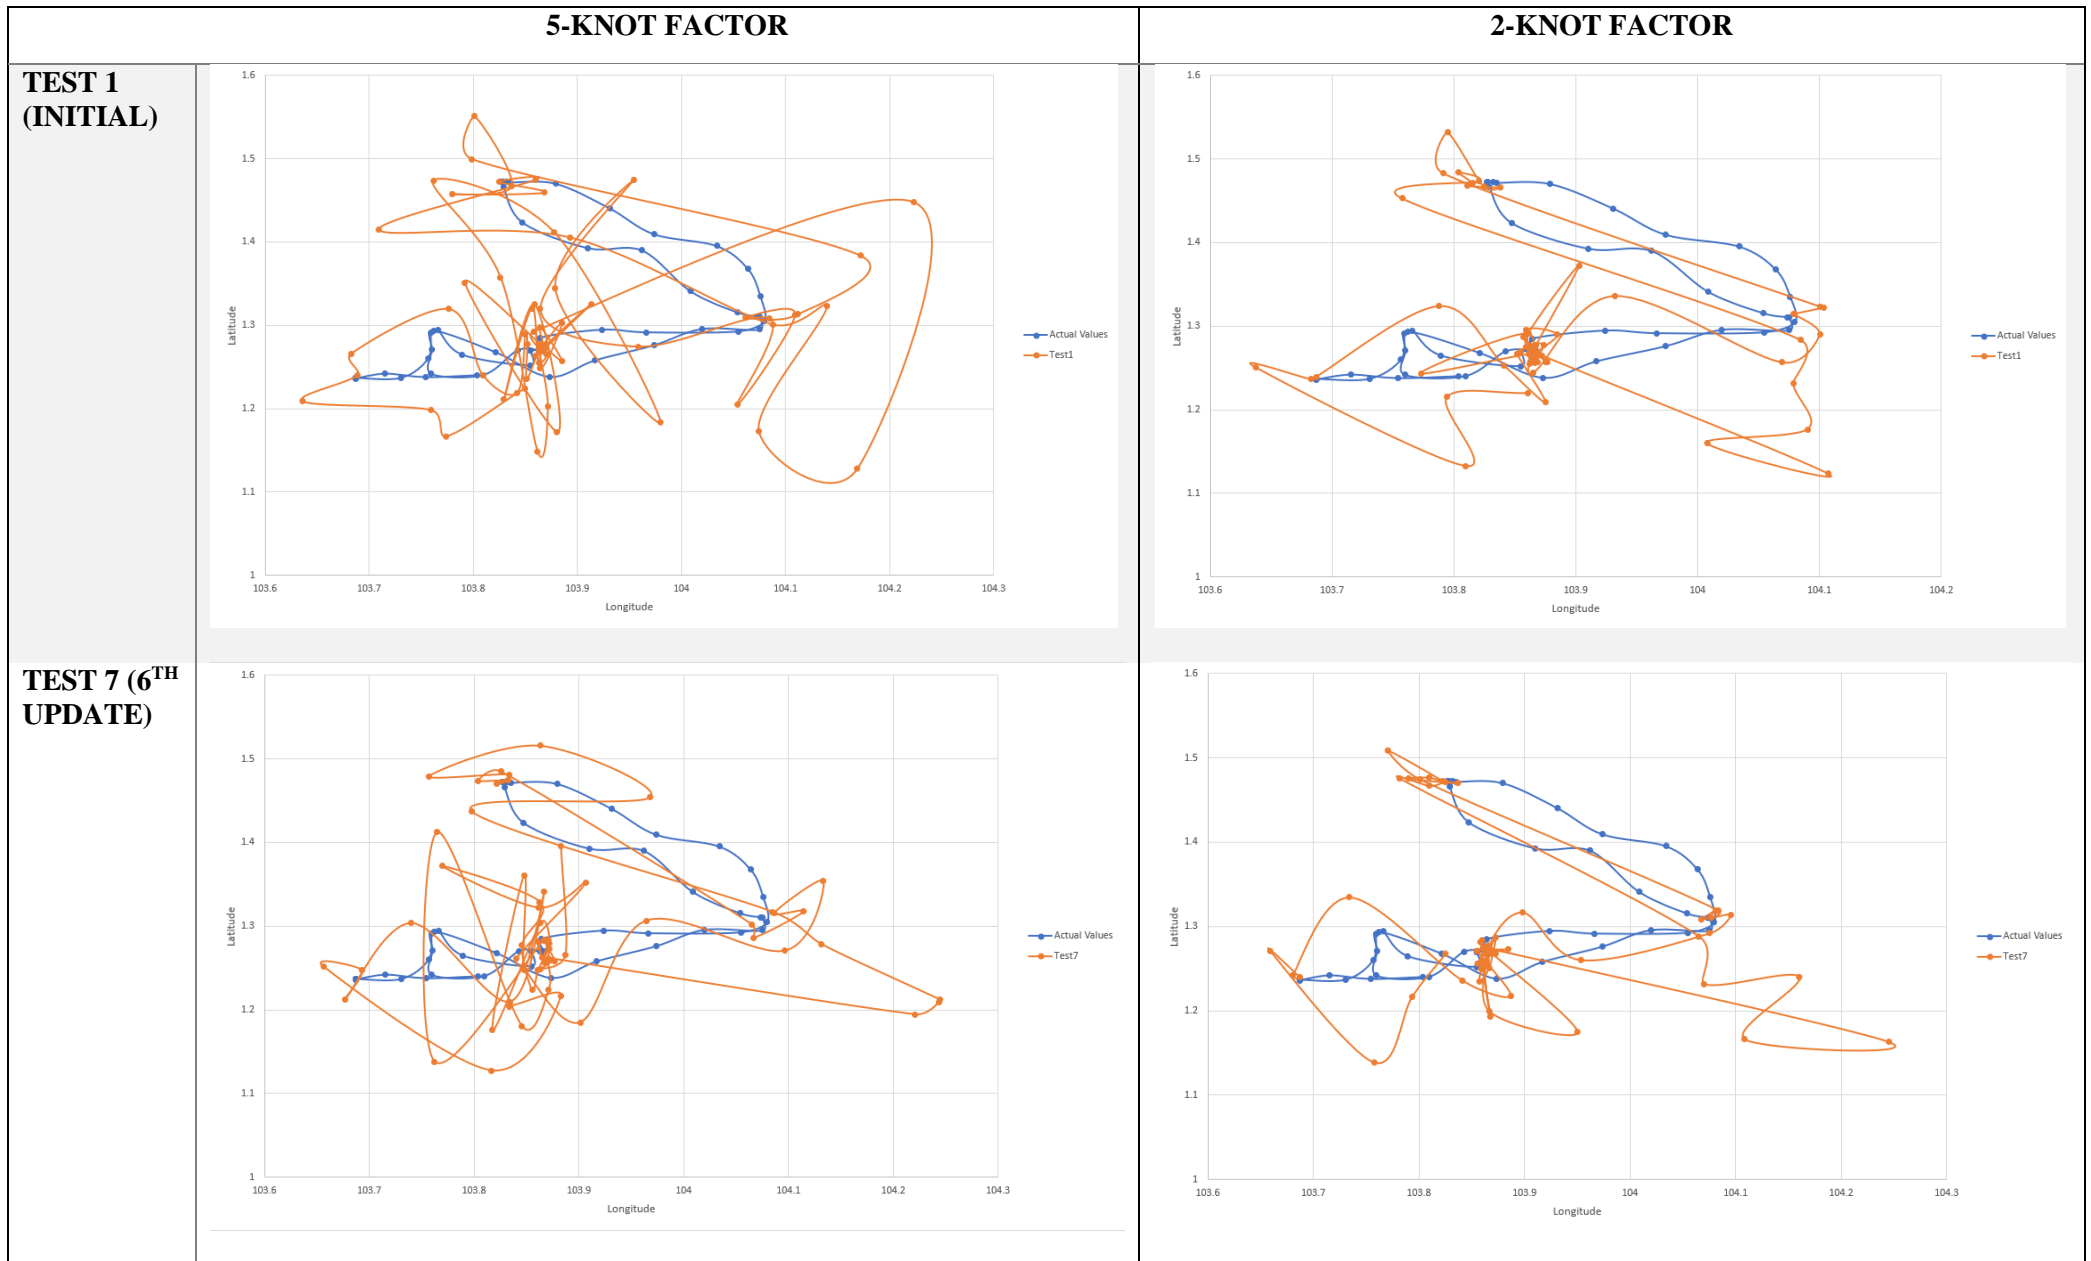 5-KNOT FACTOR
2-KNOT FACTOR
TEST 1
(INITIAL)
1.6
1.5
1.4
1.3
1.2
1.1
1
Latitude
103.6 103.7 103.8 103.9 104 104.1 104.2 104.3
Longitude
Actual Values
Test1
1.6
1.5
1.4
1.3
1.2
1.1
1
Latitude
103.6 103.7 103.8 103.9 104 104.1 104.2
Longitude
Actual Values
Test1
TEST 7 (6TH
UPDATE)
1.6
1.5
1.4
1.3
1.2
1.1
1
Latitude
103.6 103.7 103.8 103.9 104 104.1 104.2 104.3
Longitude
Actual Values
Test7
1.6
1.5
1.4
1.3
1.2
1.1
1
Latitude
103.6 103.7 103.8 103.9 104 104.1 104.2 104.3
Longitude
Actual Values
Test7